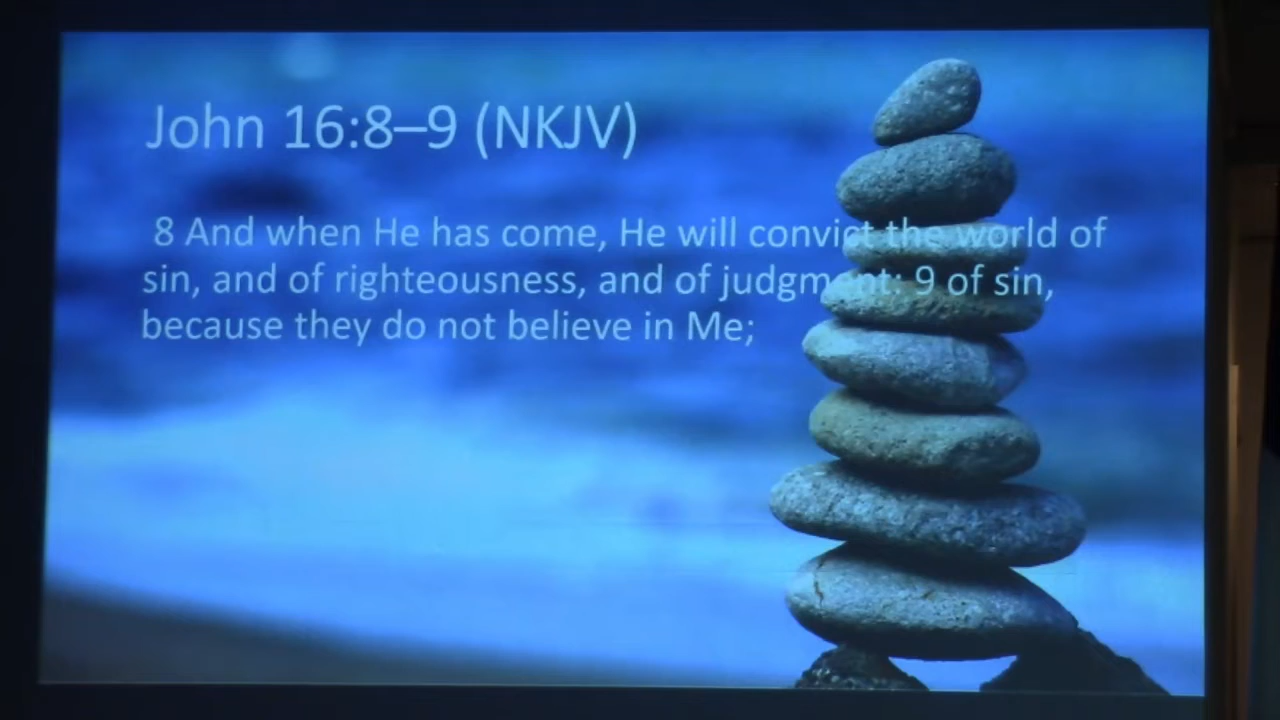 John 16:8–9 (NKJV)
8 And when He has come, He will convict the world of
sin, and of righteousness, and of judgment: 9 of sin,
because they do not believe in Me;